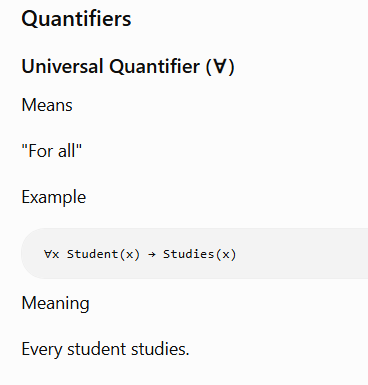 Quantifiers
Universal Quantifier (∀)
Means
"For all"
Example
∀x Student(x) → Studies(x)
Meaning
Every student studies.